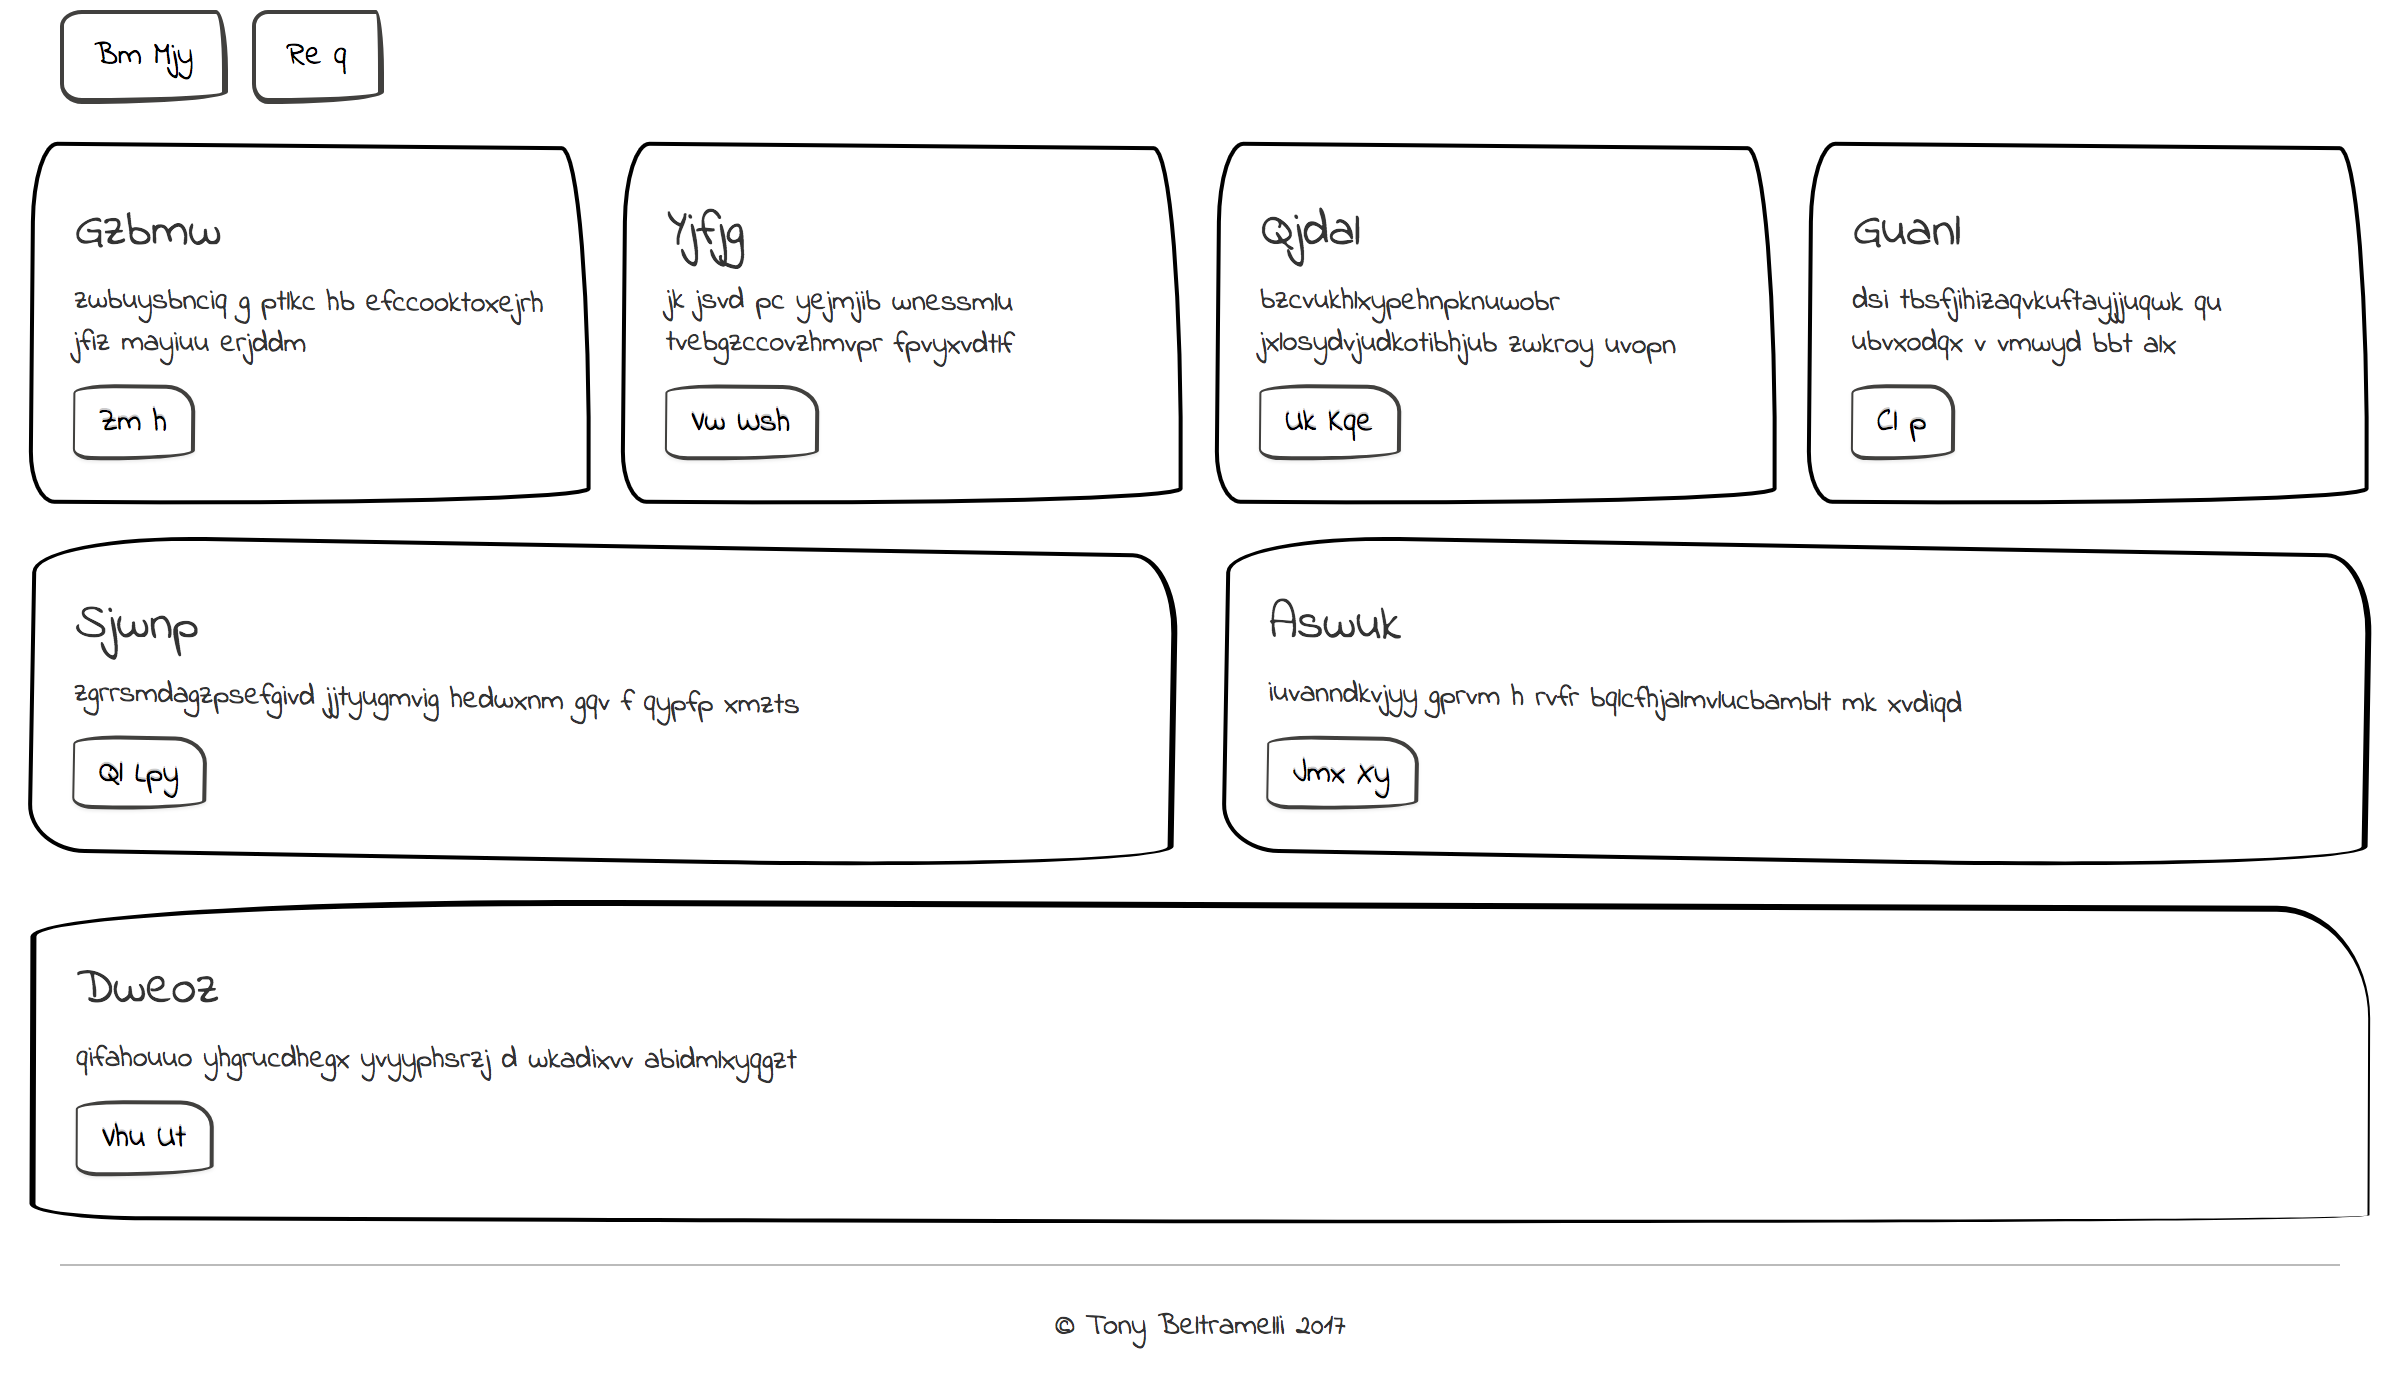 Bm Mjy
Re q
Gzbmw
zwbuysbnciq g ptlkc hb efccooktoxejrh
jfiz mayiuu erjddm
Zm h
Yjfjg
jk jsvd pc yejmjib wnessmlu
tvebgzccovzhmvpr fpvyxvdtlf
Vw Wsh
Qjdal
bzcvukhlxypehnpknuwobr
jxlosydvjudkotibhjub zwkroy uvopn
Uk Kqe
Guanl
dsi tbsfjihizaqvkuftayjjuqwk qu
ubvxodqx v vmwyd bbt alx
Cl p
Sjwnp
zgrrsmdagzpsefgivd jjtyugmvig hedwxnm gqv f qypfp xmzts
Ql Lpy
Aswuk
iuvanndkvjyy gprvm h rvfr bqlcfhjalmvlucbamblt mk xvdiqd
Jmx Xy
Dweoz
qifahouuo yhgrucdhegx yvyyphsrzj d wkadixvv abidmlxyqgzt
Vhu Ut
© Tony Beltramelli 2017